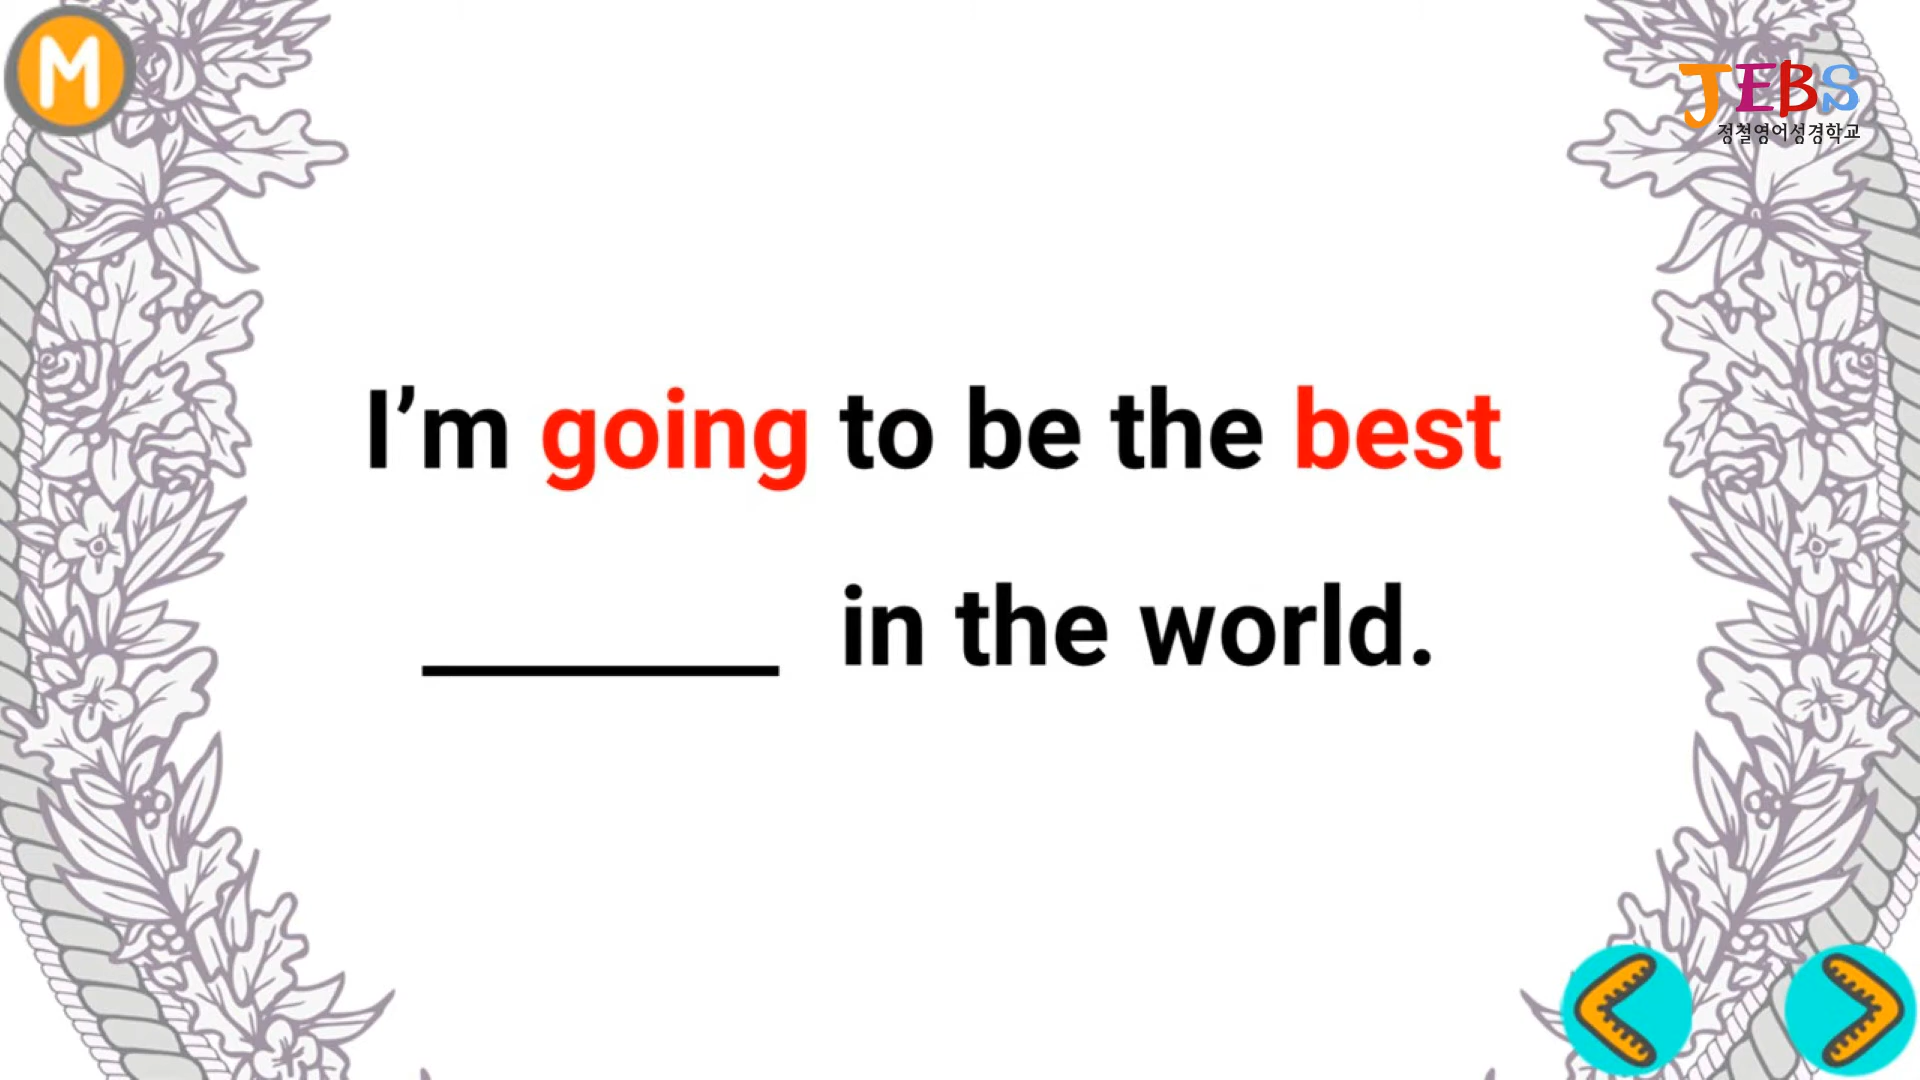 M
JEBS
정철영어성경학교
I’m going to be the best
_______ in the world.